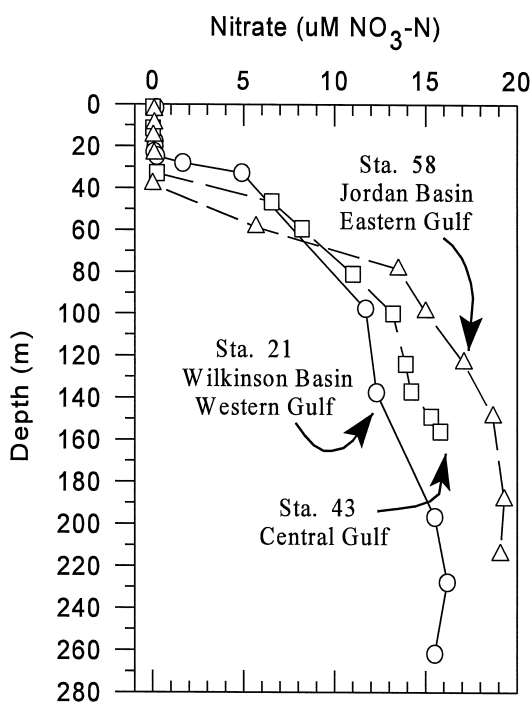 Nitrate (uM NO3-N)
0 5 10 15 20
0
20
40
60
80
100
120
140
160
180
200
220
240
260
280
Depth (m)
Sta. 58
Jordan Basin
Eastern Gulf
Sta. 21
Wilkinson Basin
Western Gulf
Sta. 43
Central Gulf